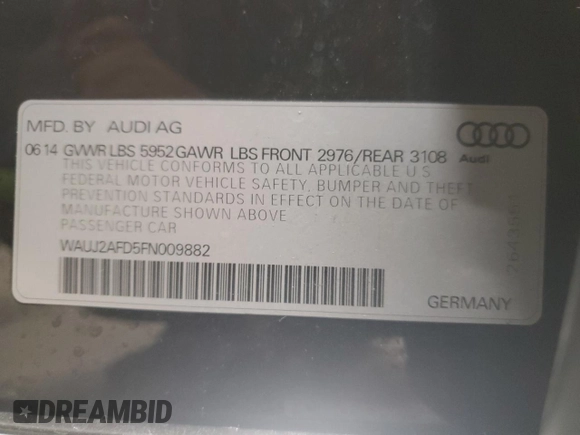 MFD. BY AUDI AG
06 14 GVWR LBS 5952 GAWR LBS FRONT 2976/REAR 3108
Audi
THIS VEHICLE CONFORMS TO ALL APPLICABLE U S
FEDERAL MOTOR VEHICLE SAFETY, BUMPER AND THEFT
PREVENTION STANDARDS IN EFFECT ON THE DATE OF
MANUFACTURE SHOWN ABOVE
PASSENGER CAR
WAUJ2AFD5FN009882
GERMANY
DREAMBID